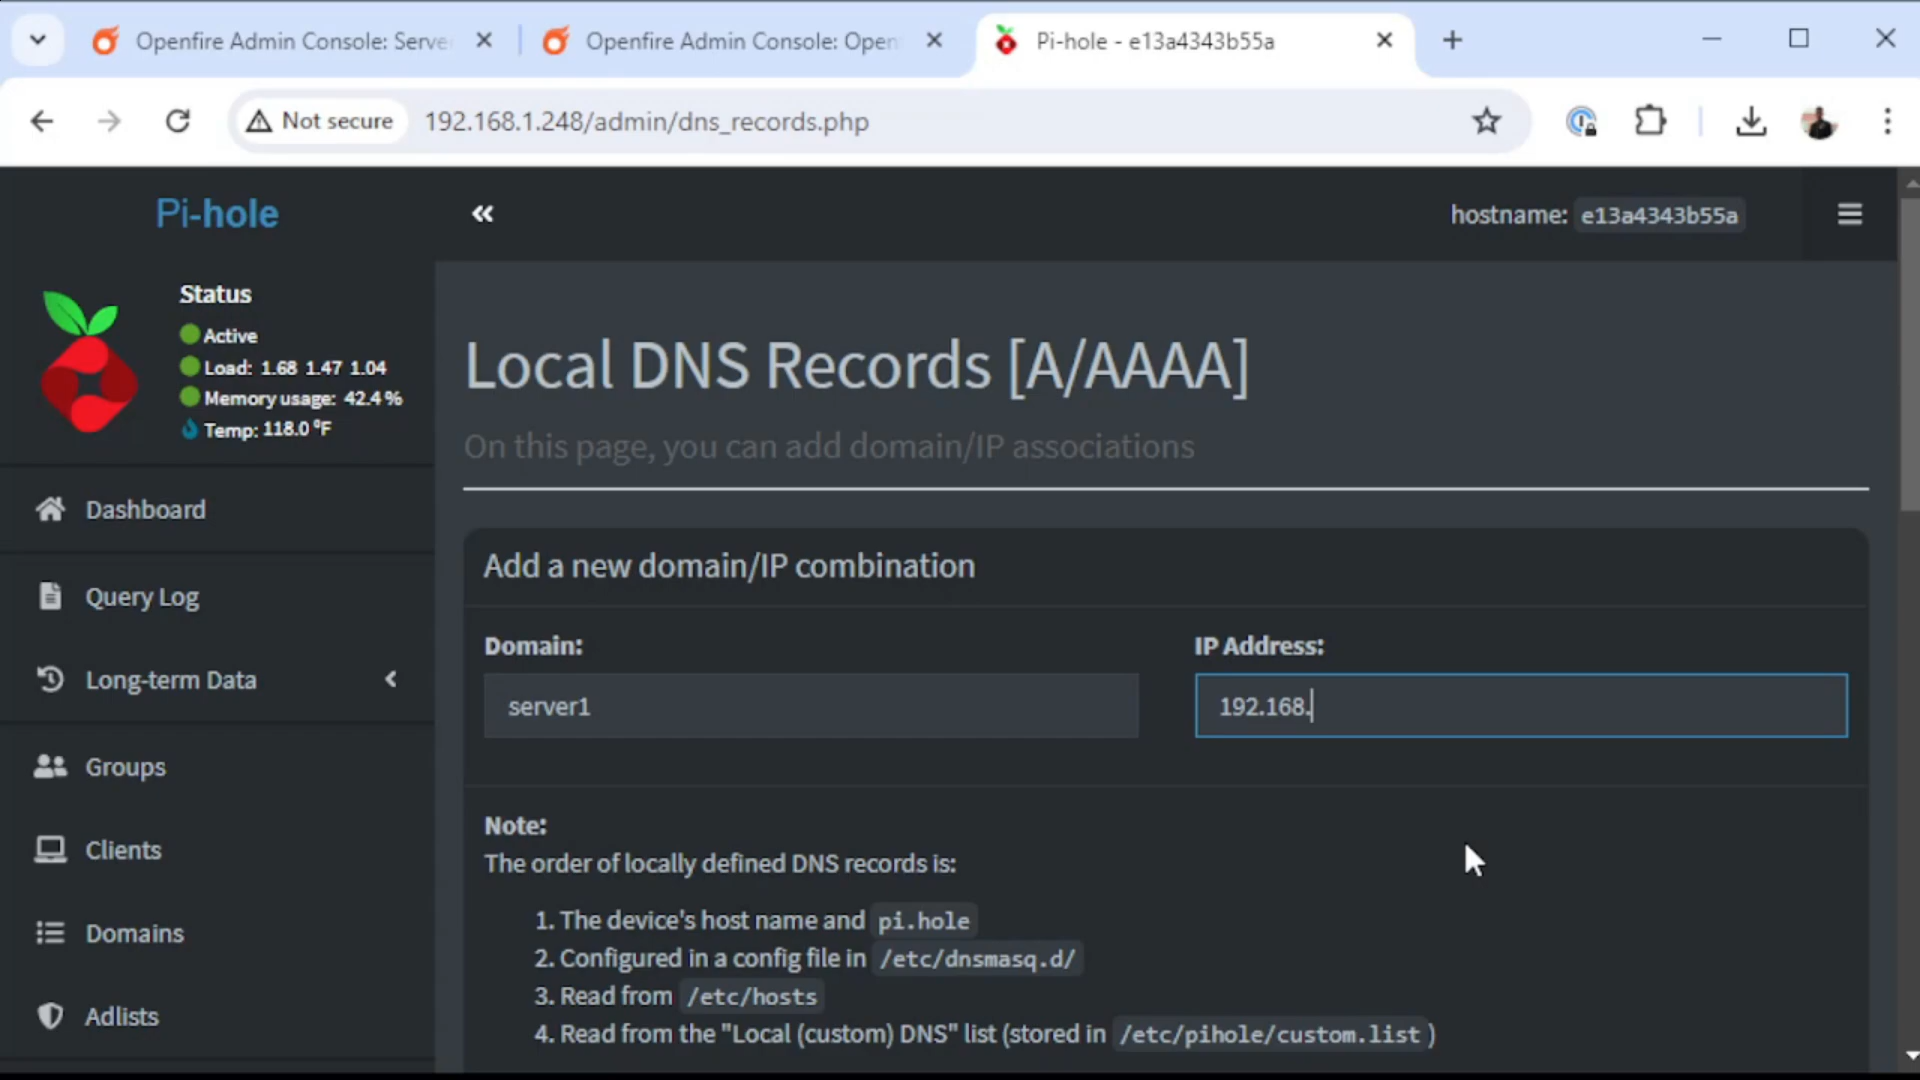 Openfire Admin Console: Serve
Openfire Admin Console: Open
Pi-hole - e13a4343b55a
Not secure
192.168.1.248/admin/dns_records.php
Pi-hole
hostname: e13a4343b55a
Status
Active
Load: 1.68 1.47 1.04
Memory usage: 42.4 %
Temp: 118.0 °F
Dashboard
Query Log
Long-term Data
Groups
Clients
Domains
Adlists
Local DNS Records [A/AAAA]
On this page, you can add domain/IP associations
Add a new domain/IP combination
Domain:
IP Address:
server1
192.168.
Note:
The order of locally defined DNS records is:
1. The device's host name and pi.hole
2. Configured in a config file in /etc/dnsmasq.d/
3. Read from /etc/hosts
4. Read from the "Local (custom) DNS" list (stored in /etc/pihole/custom.list )